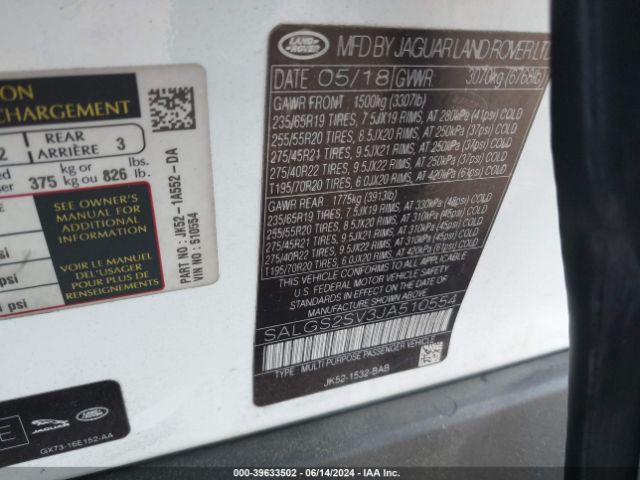 ION
CHARGEMENT
2 REAR ARRIÈRE 3
375 kg or kg ou 826 lbs. lb.
SEE OWNER'S
MANUAL FOR
ADDITIONAL
INFORMATION
VOIR LE MANUEL
DE L'USAGER
POUR PLUS DE
RENSEIGNEMENTS
psi
psi
PART NO : JK52-1A552-DA
VIN NO : 510554
LAND ROVER
MFD BY JAGUAR LAND ROVER LTD
DATE 05/18 GVWR 3070kg (6768lb)
GAWR FRONT 1500kg (3307lb)
235/65R19 TIRES, 7.5JX19 RIMS, AT 280kPa (41psi) COLD
255/55R20 TIRES, 8.5JX20 RIMS, AT 250kPa (37psi) COLD
275/45R21 TIRES, 9.5JX21 RIMS, AT 250kPa (37psi) COLD
275/40R22 TIRES, 9.5JX22 RIMS, AT 250kPa (37psi) COLD
T195/70R20 TIRES, 6.0JX20 RIMS, AT 420kPa (61psi) COLD
GAWR REAR 1775kg (3913lb)
235/65R19 TIRES, 7.5JX19 RIMS, AT 330kPa (48psi) COLD
255/55R20 TIRES, 8.5JX20 RIMS, AT 310kPa (45psi) COLD
275/45R21 TIRES, 9.5JX21 RIMS, AT 310kPa (45psi) COLD
275/40R22 TIRES, 9.5JX22 RIMS, AT 310kPa (45psi) COLD
T195/70R20 TIRES, 6.0JX20 RIMS, AT 420kPa (61psi) COLD
THIS VEHICLE CONFORMS TO ALL APPLICABLE
U.S. FEDERAL MOTOR VEHICLE SAFETY
STANDARDS IN EFFECT ON THE DATE OF
MANUFACTURE SHOWN ABOVE.
SALGS2SV3JA510554
TYPE: MULTI PURPOSE PASSENGER VEHICLE
JK52-1532-BAB
E
JAGUAR LAND ROVER
GX73-16E152-AA
000-39633502 - 06/14/2024 - IAA Inc.